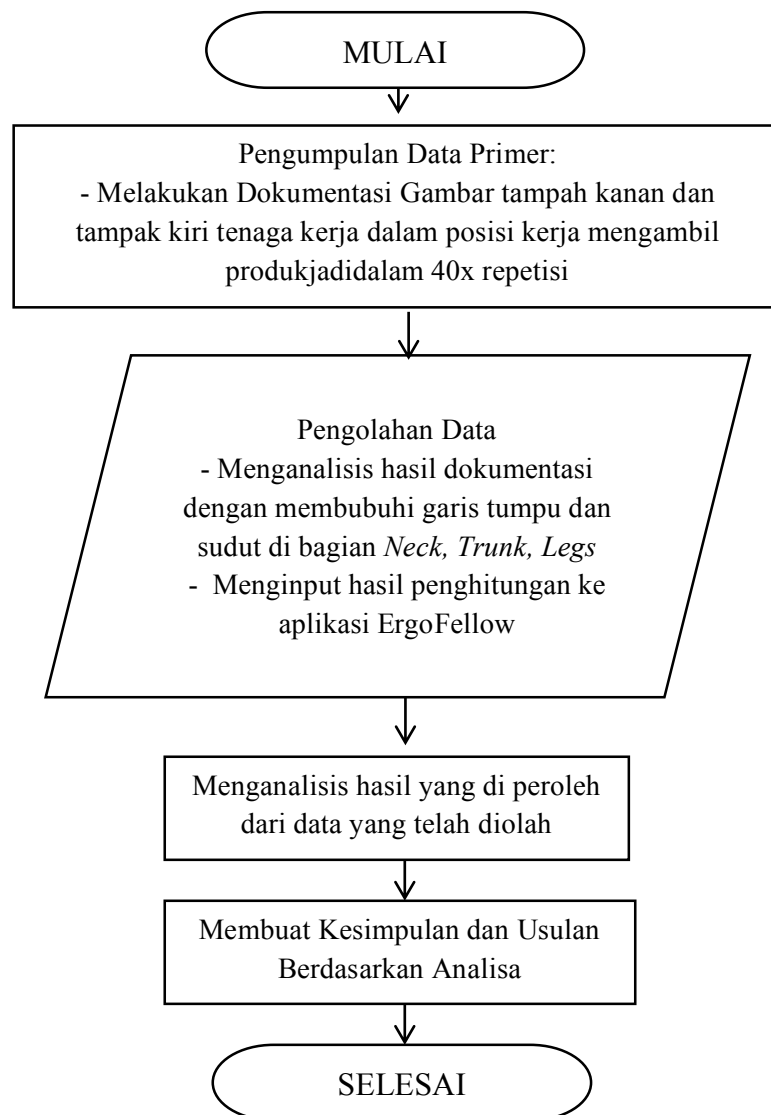 MULAI
Pengumpulan Data Primer:
- Melakukan Dokumentasi Gambar tampah kanan dan
tampak kiri tenaga kerja dalam posisi kerja mengambil
produkjadidalam 40x repetisi
Pengolahan Data
- Menganalisis hasil dokumentasi
dengan membubuhi garis tumpu dan
sudut di bagian Neck, Trunk, Legs
- Menginput hasil penghitungan ke
aplikasi ErgoFellow
Menganalisis hasil yang di peroleh
dari data yang telah diolah
Membuat Kesimpulan dan Usulan
Berdasarkan Analisa
SELESAI